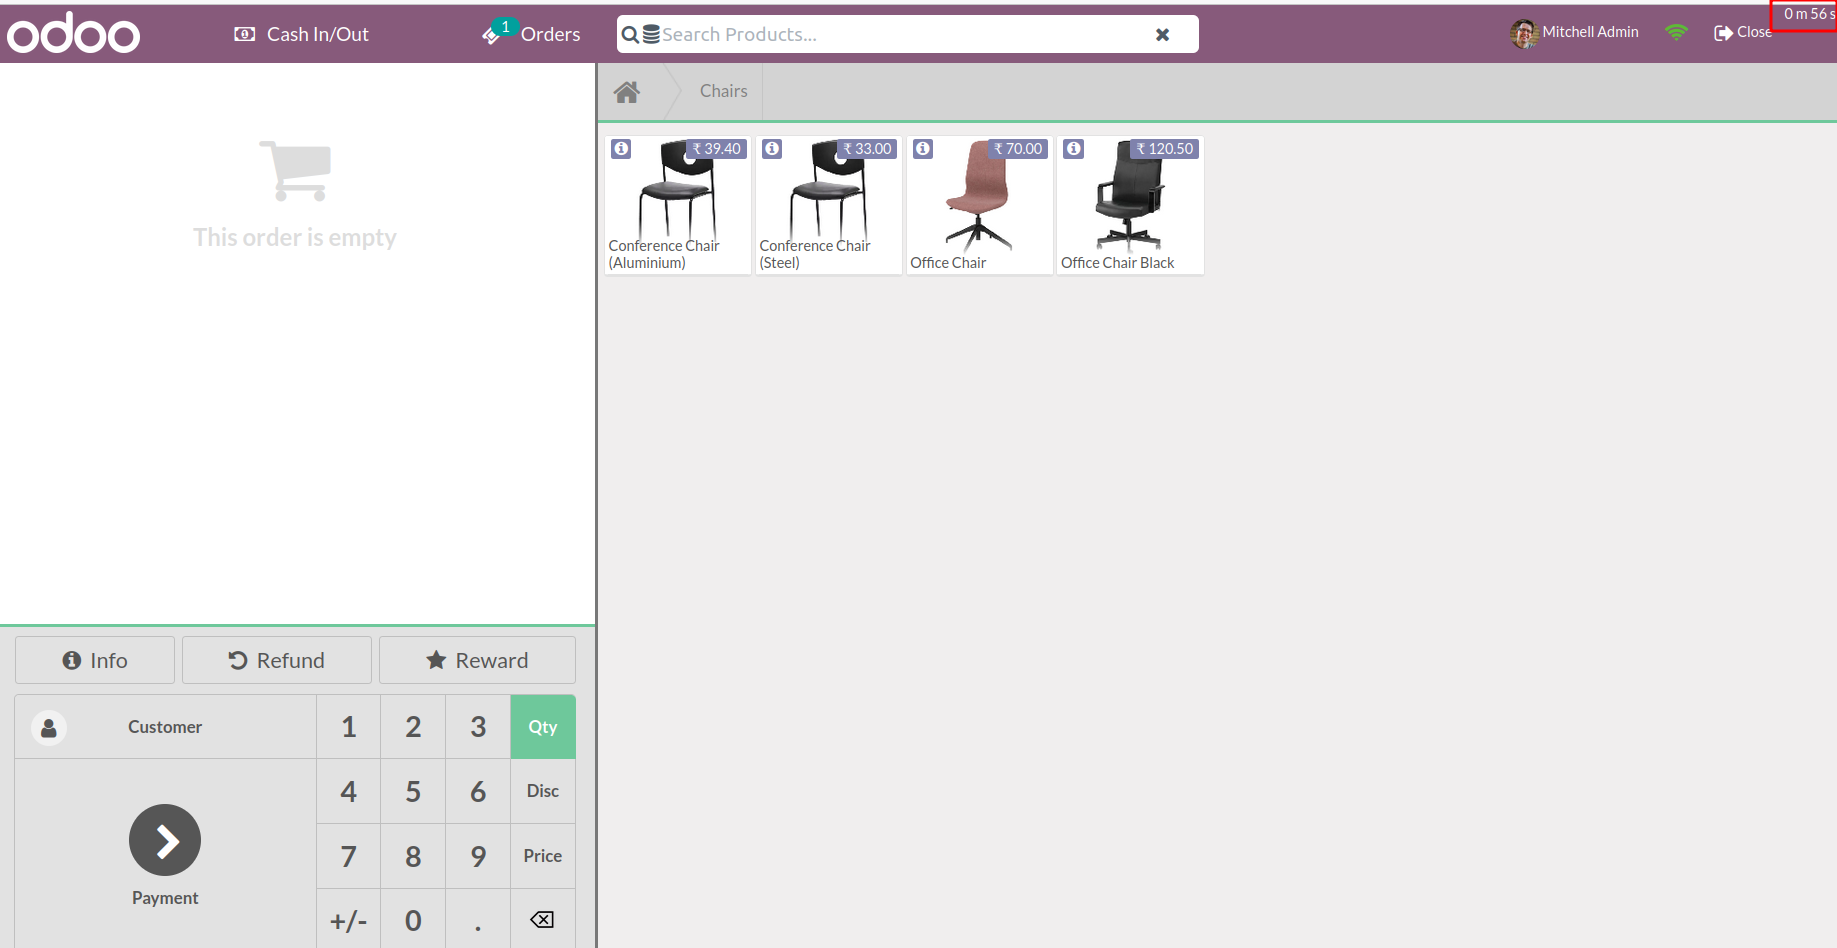 odoo
Cash In/Out
1
Orders
Search Products...
Mitchell Admin
Close
0 m 56 s
This order is empty
Chairs
₹ 39.40
Conference Chair
(Aluminium)
₹ 33.00
Conference Chair
(Steel)
₹ 70.00
Office Chair
₹ 120.50
Office Chair Black
Info
Refund
Reward
Customer
1
2
3
Qty
4
5
6
Disc
7
8
9
Price
Payment
+/-
0
.